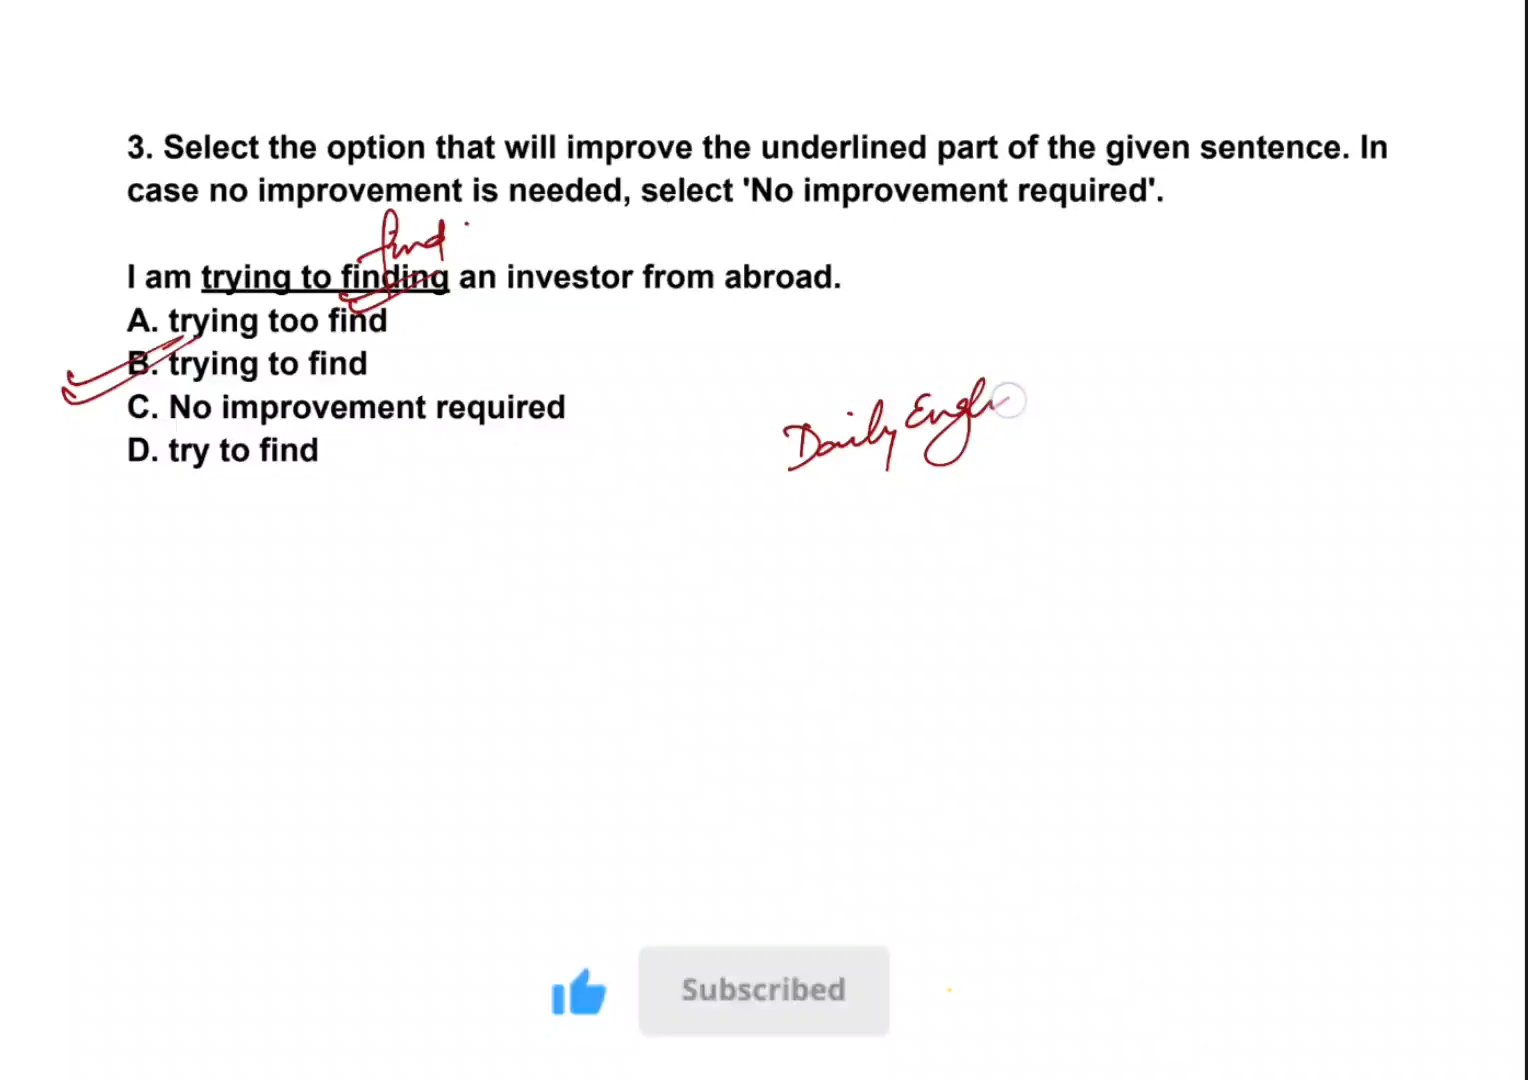 3. Select the option that will improve the underlined part of the given sentence. In
case no improvement is needed, select 'No improvement required'.
find
I am trying to finding an investor from abroad.
A. trying too find
B. trying to find
C. No improvement required
D. try to find
Daily Engli
Subscribed